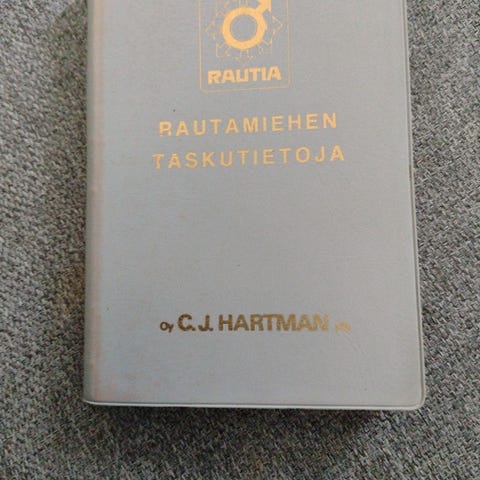 RAUTIA
RAUTAMIEHEN
TASKUTIETOJA
Oy C.J. HARTMAN Ab